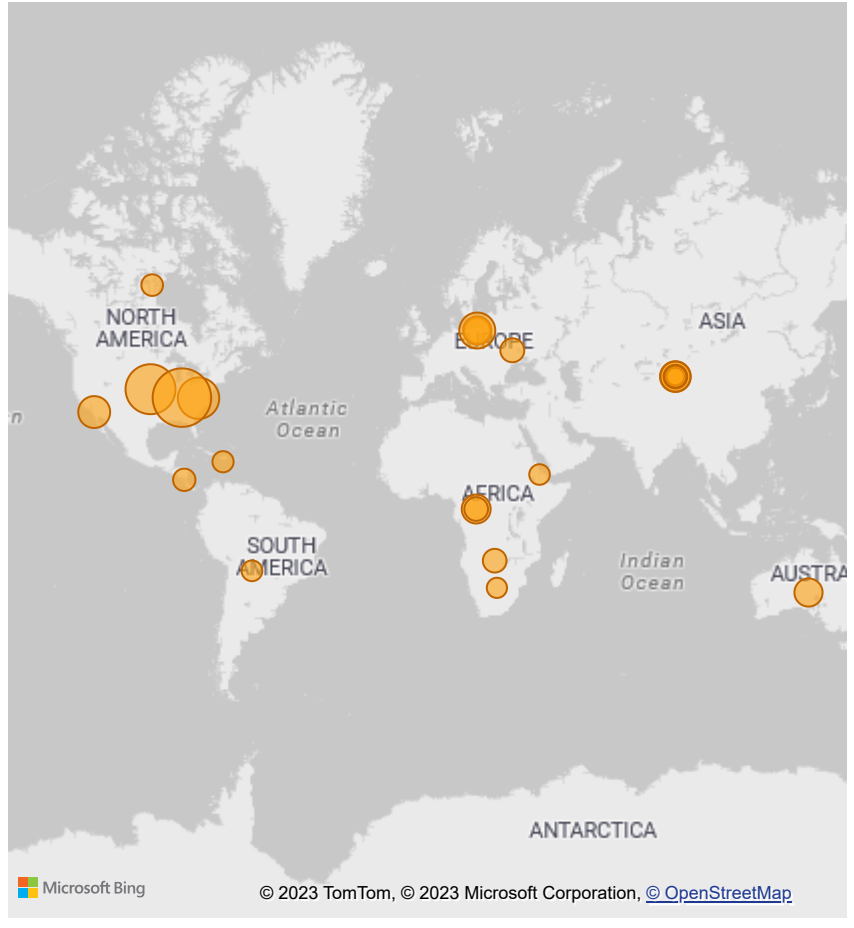 NORTH
AMERICA
EUROPE
ASIA
Atlantic
Ocean
n
AFRICA
SOUTH
AMERICA
Indian
Ocean
AUSTRA
ANTARCTICA
Microsoft Bing
© 2023 TomTom, © 2023 Microsoft Corporation, © OpenStreetMap